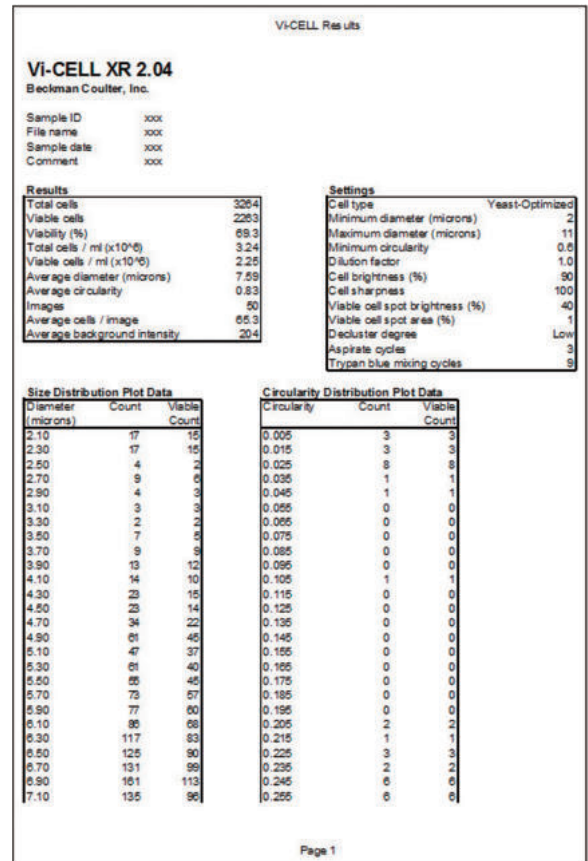 Vi-CELL Results
Vi-CELL XR 2.04
Beckman Coulter, Inc.
Sample ID xxx
File name xxx
Sample date xxx
Comment xxx
Results
Total cells 3264
Viable cells 2263
Viability (%) 69.3
Total cells / ml (x10^6) 3.24
Viable cells / ml (x10^6) 2.25
Average diameter (microns) 7.59
Average circularity 0.83
Images 50
Average cells / image 65.3
Average background intensity 204
Settings
Cell type Yeast-Optimized
Minimum diameter (microns) 2
Maximum diameter (microns) 11
Minimum circularity 0.6
Dilution factor 1.0
Cell brightness (%) 90
Cell sharpness 100
Viable cell spot brightness (%) 40
Viable cell spot area (%) 1
Decluster degree Low
Aspirate cycles 3
Trypan blue mixing cycles 9
Size Distribution Plot Data
Diameter Count Viable
(microns) Count
2.10 17 15
2.30 17 15
2.50 4 2
2.70 9 6
2.90 4 3
3.10 3 3
3.30 2 2
3.50 7 5
3.70 9 9
3.90 13 12
4.10 14 10
4.30 23 15
4.50 23 14
4.70 34 22
4.90 61 45
5.10 47 37
5.30 61 40
5.50 55 45
5.70 73 57
5.90 77 60
6.10 86 68
6.30 117 83
6.50 125 90
6.70 131 99
6.90 161 113
7.10 135 96
Circularity Distribution Plot Data
Circularity Count Viable
Count
0.005 3 3
0.015 3 3
0.025 8 8
0.035 1 1
0.045 1 1
0.055 0 0
0.065 0 0
0.075 0 0
0.085 0 0
0.095 0 0
0.105 1 1
0.115 0 0
0.125 0 0
0.135 0 0
0.145 0 0
0.155 0 0
0.165 0 0
0.175 0 0
0.185 0 0
0.195 0 0
0.205 2 2
0.215 1 1
0.225 3 3
0.235 2 2
0.245 6 6
0.255 6 6
Page 1